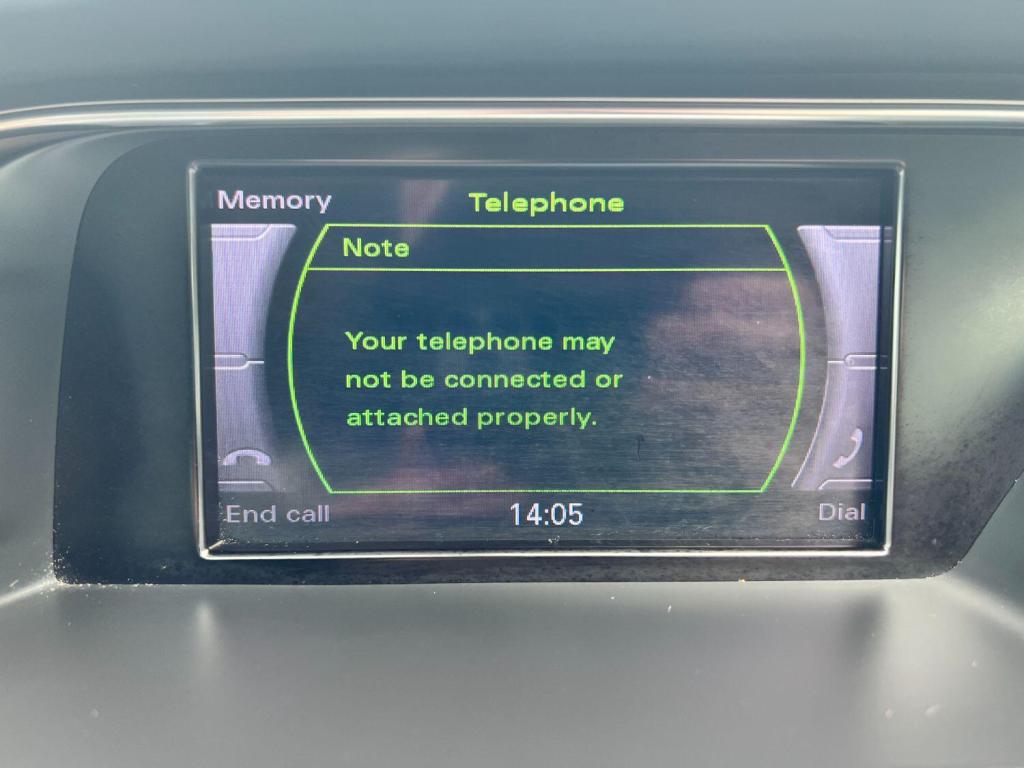 Memory
Telephone
Note
Your telephone may
not be connected or
attached properly.
End call
14:05
Dial